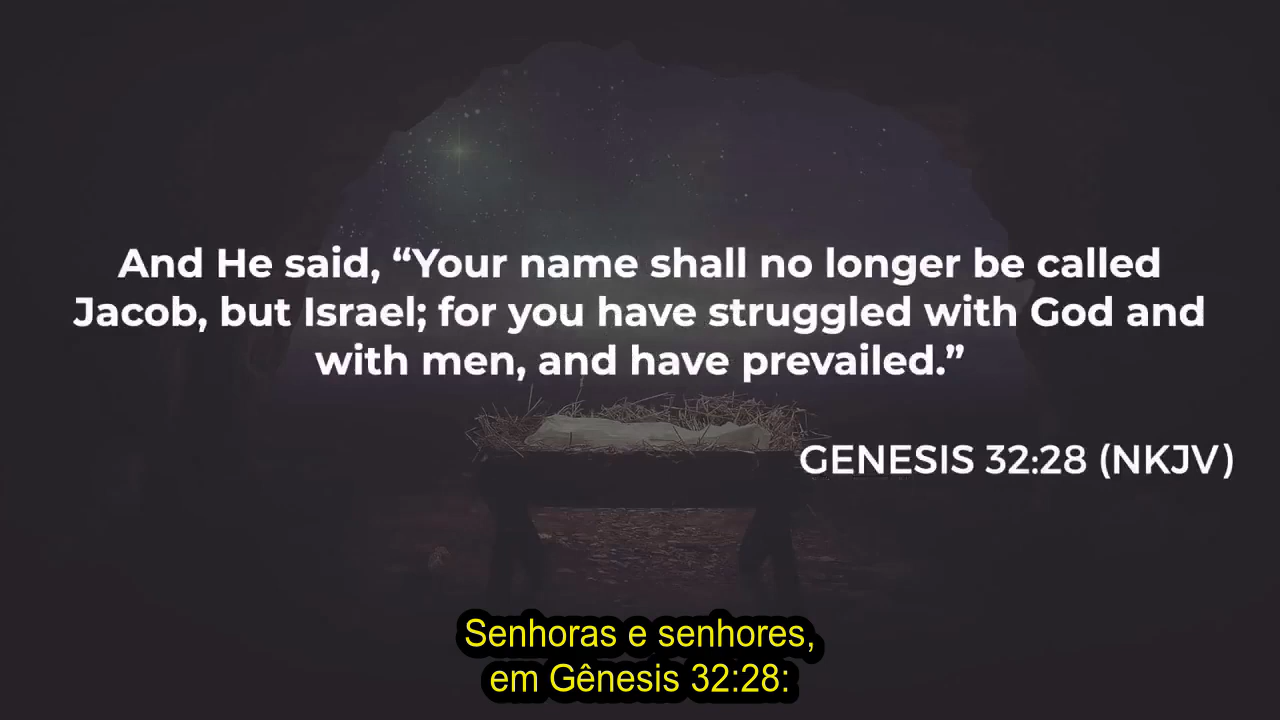 And He said, “Your name shall no longer be called
Jacob, but Israel; for you have struggled with God and
with men, and have prevailed.”
GENESIS 32:28 (NKJV)
Senhoras e senhores,
em Gênesis 32:28: